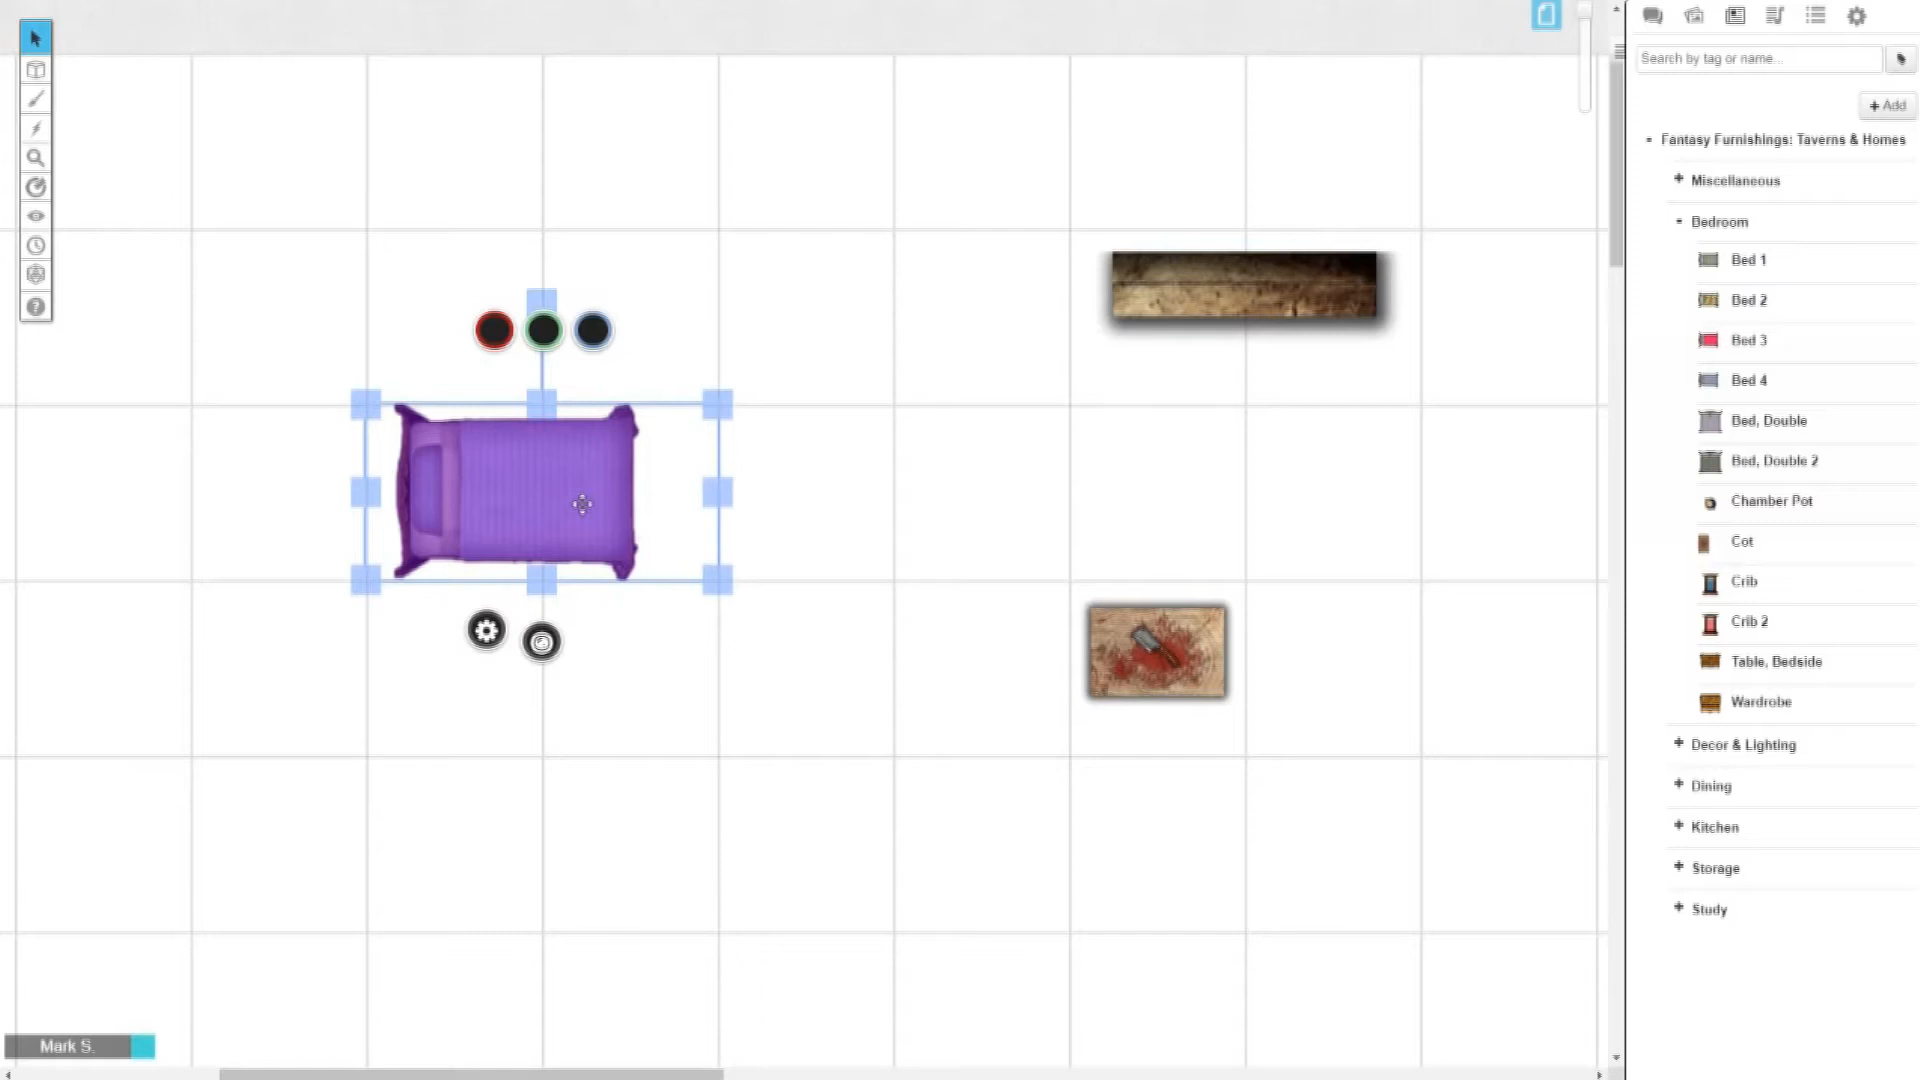 Search by tag or name...
+ Add
Fantasy Furnishings: Taverns & Homes
Miscellaneous
Bedroom
Bed 1
Bed 2
Bed 3
Bed 4
Bed, Double
Bed, Double 2
Chamber Pot
Cot
Crib
Crib 2
Table, Bedside
Wardrobe
Decor & Lighting
Dining
Kitchen
Storage
Study
Mark S.